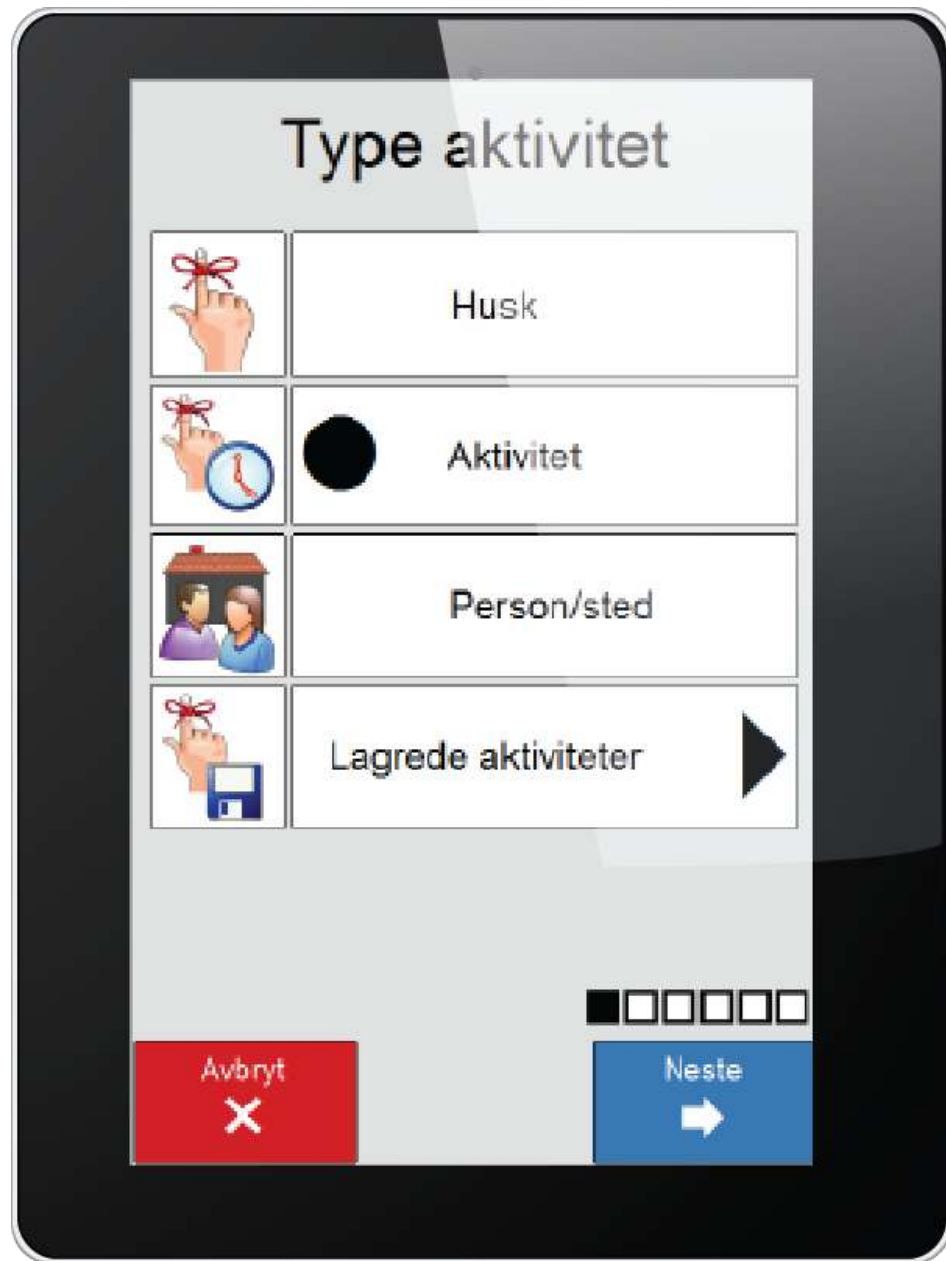 Type aktivitet
Husk
Aktivitet
Person/sted
Lagrede aktiviteter
Avbryt
Neste